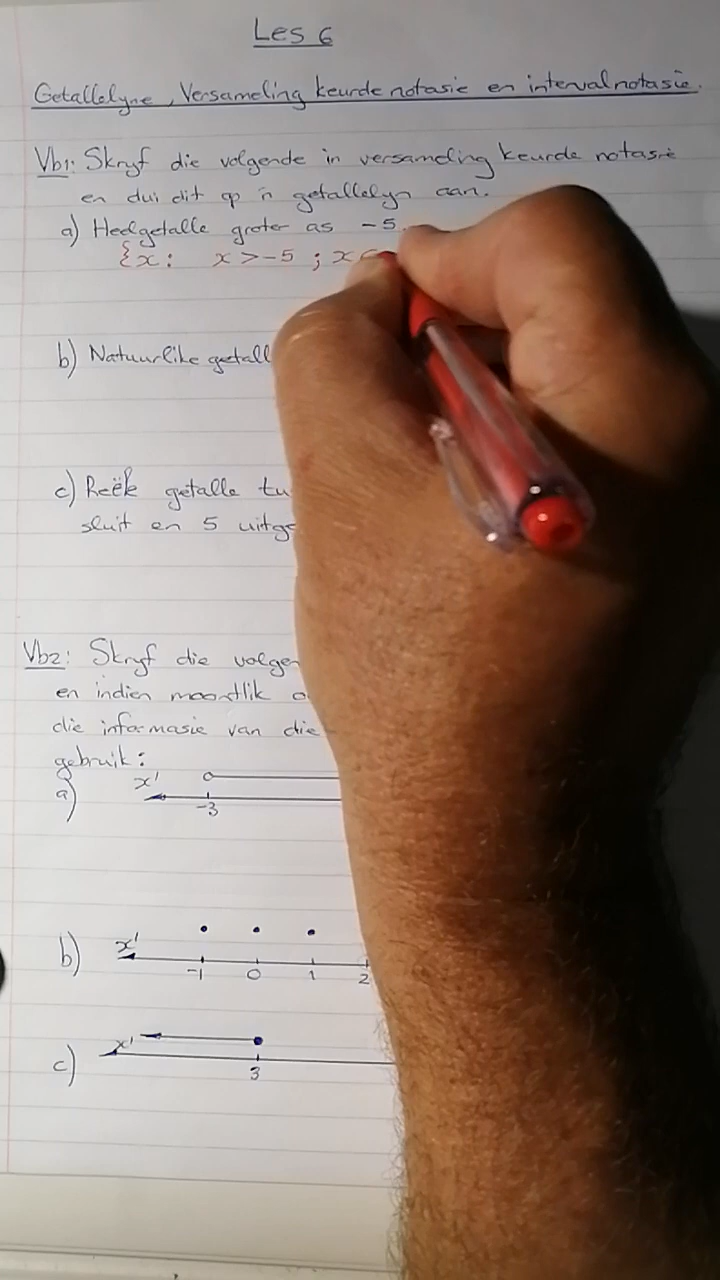 Les 6
Getallelyne, Versameling keurde notasie en intervalnotasie.
Vb1: Skryf die volgende in versameling keurde notasie
en dui dit op 'n getallelyn aan.
a) Heelgetalle groter as -5.
{x: x > -5 ; x
b) Natuurlike getall
c) Reële getalle tu
sluit en 5 uitge
Vb2: Skryf die volgen
en indien moontlik o
die informasie van die
gebruik:
a) x'
-3
b) x'
-1 0 1 2
c) x'
3